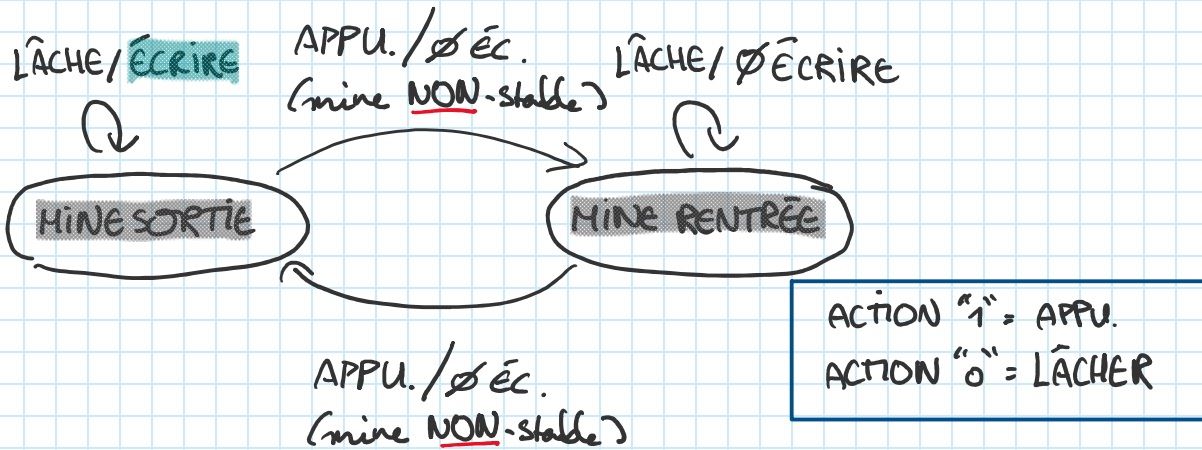 LÂCHE/ÉCRIRE
APPU./∅ ÉC.
(mine NON-stable)
LÂCHE/ ∅ ÉCRIRE
MINE SORTIE
MINE RENTRÉE
APPU./∅ ÉC.
(mine NON-stable)
ACTION "1" = APPU.
ACTION "0" = LÂCHER